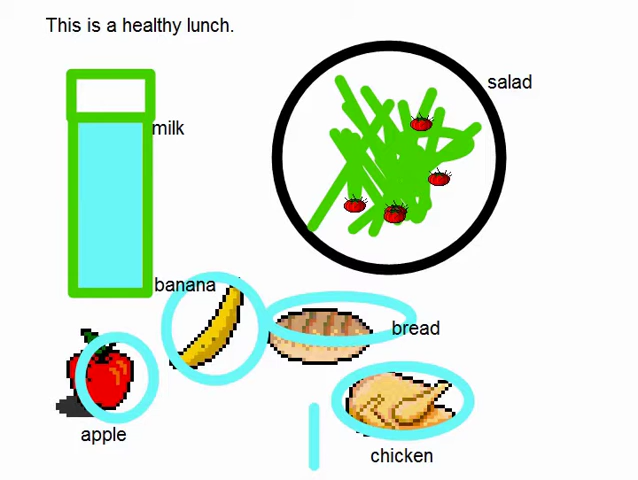 This is a healthy lunch.
salad
milk
banana
bread
apple
chicken